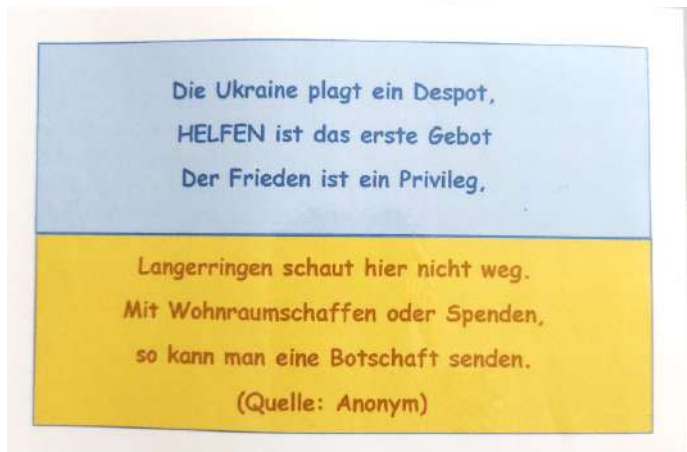 Die Ukraine plagt ein Despot,
HELFEN ist das erste Gebot
Der Frieden ist ein Privileg,
Langerringen schaut hier nicht weg.
Mit Wohnraumschaffen oder Spenden,
so kann man eine Botschaft senden.
(Quelle: Anonym)